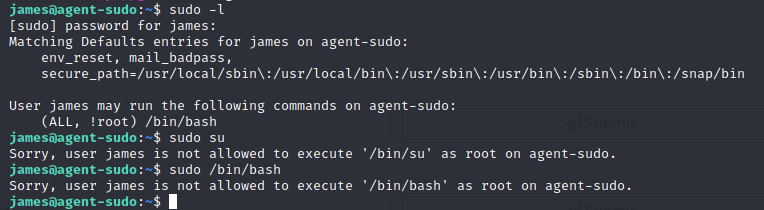 james@agent-sudo:~$ sudo -l
[sudo] password for james:
Matching Defaults entries for james on agent-sudo:
    env_reset, mail_badpass,
    secure_path=/usr/local/sbin\:/usr/local/bin\:/usr/sbin\:/usr/bin\:/sbin\:/bin\:/snap/bin

User james may run the following commands on agent-sudo:
    (ALL, !root) /bin/bash
james@agent-sudo:~$ sudo su
Sorry, user james is not allowed to execute '/bin/su' as root on agent-sudo.
james@agent-sudo:~$ sudo /bin/bash
Sorry, user james is not allowed to execute '/bin/bash' as root on agent-sudo.
james@agent-sudo:~$
Submit